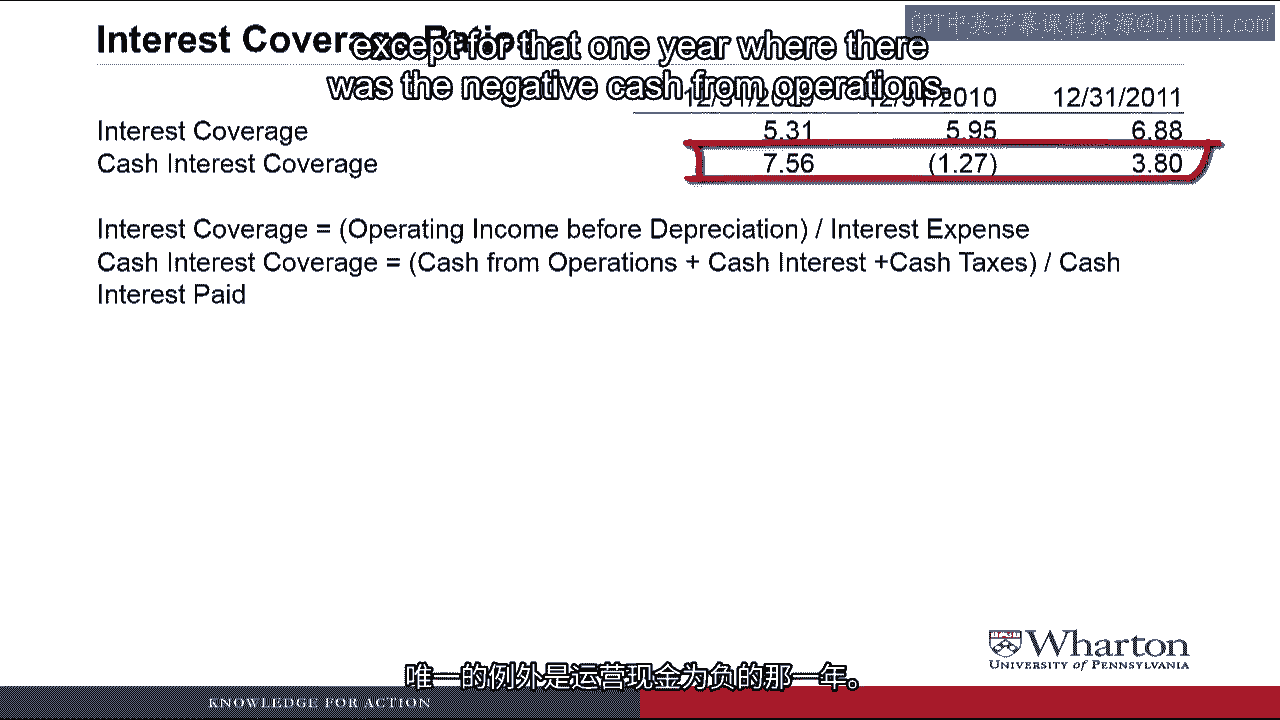 GPT中英字幕课程资源@bilibili.com
Interest Coverage Ratios
except for that one year where there
was the negative cash from operations.
12/31/2010 12/31/2011
Interest Coverage 5.31 5.95 6.88
Cash Interest Coverage 7.56 (1.27) 3.80
Interest Coverage = (Operating Income before Depreciation) / Interest Expense
Cash Interest Coverage = (Cash from Operations + Cash Interest +Cash Taxes) / Cash
Interest Paid
Wharton
UNIVERSITY of PENNSYLVANIA
唯一的例外是运营现金为负的那一年。
KNOWLEDGE FOR ACTION